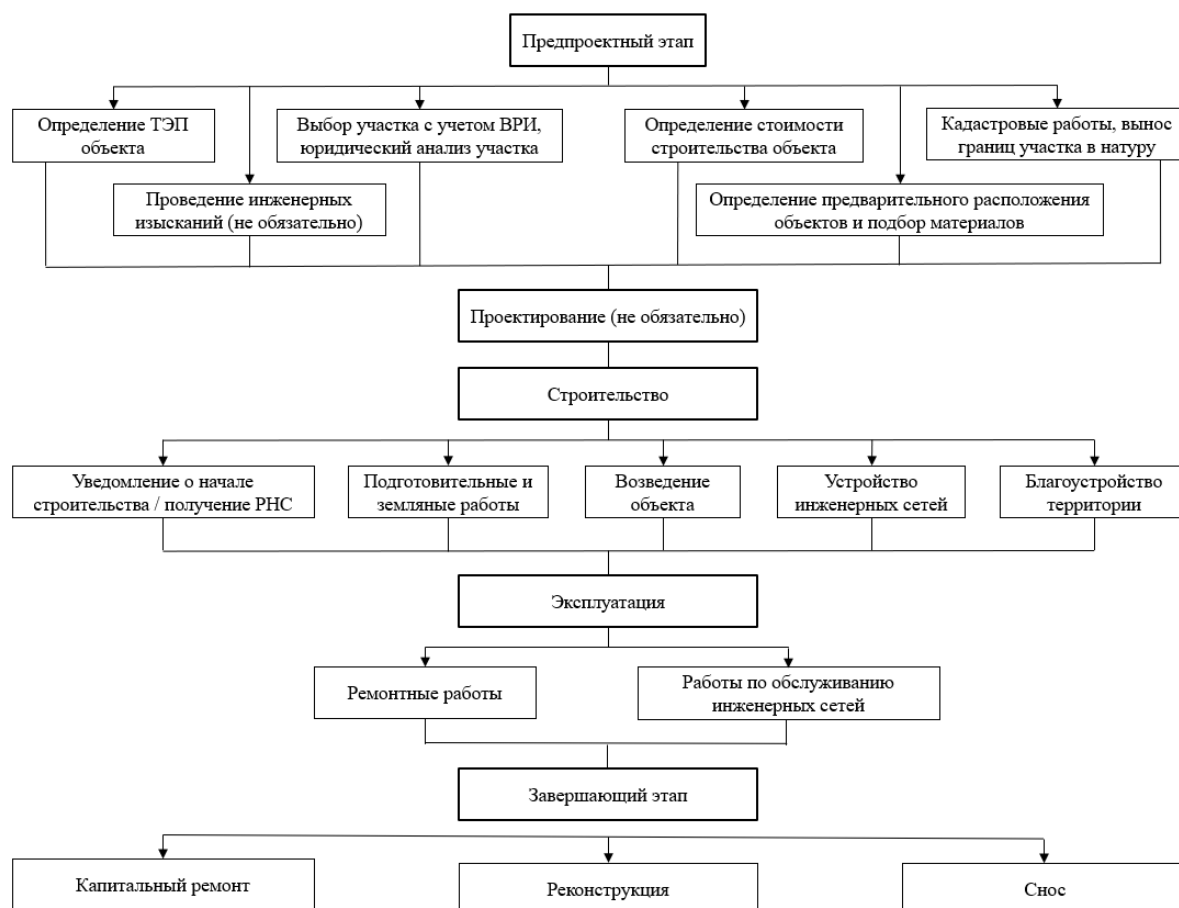 Предпроектный этап
Определение ТЭП
объекта
Выбор участка с учетом ВРИ,
юридический анализ участка
Определение стоимости
строительства объекта
Кадастровые работы, вынос
границ участка в натуру
Проведение инженерных
изысканий (не обязательно)
Определение предварительного расположения
объектов и подбор материалов
Проектирование (не обязательно)
Строительство
Уведомление о начале
строительства / получение РНС
Подготовительные и
земляные работы
Возведение
объекта
Устройство
инженерных сетей
Благоустройство
территории
Эксплуатация
Ремонтные работы
Работы по обслуживанию
инженерных сетей
Завершающий этап
Капитальный ремонт
Реконструкция
Снос